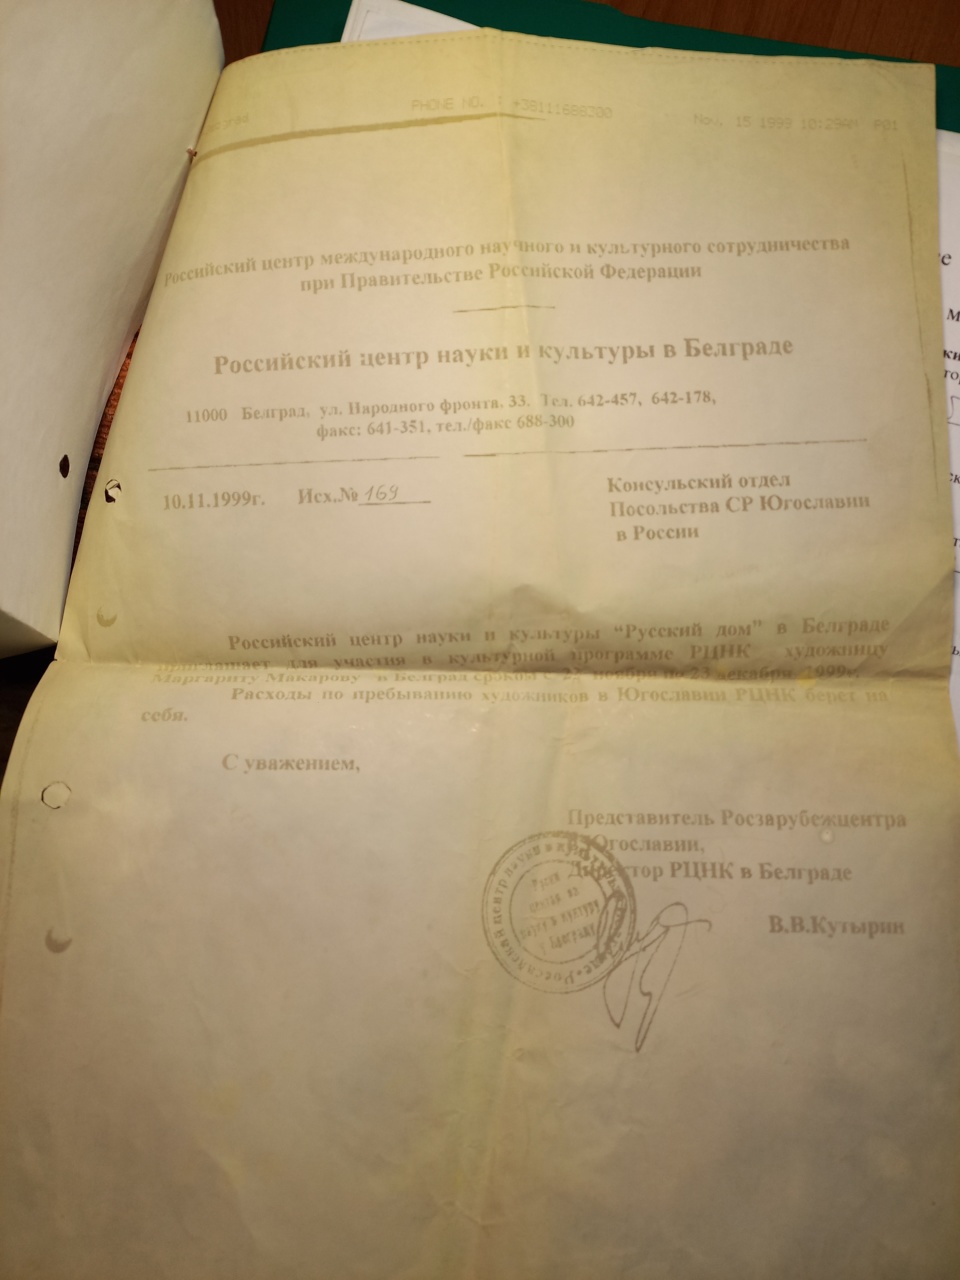 PHONE NO. : +38111688300
Nov. 15 1999 10:29AM P01
Российский центр международного научного и культурного сотрудничества
при Правительстве Российской Федерации
Российский центр науки и культуры в Белграде
11000 Белград, ул. Народного фронта, 33. Тел. 642-457, 642-178,
факс: 641-351, тел./факс 688-300
10.11.1999г. Исх.№ 169
Консульский отдел
Посольства СР Югославии
в России
Российский центр науки и культуры “Русский дом” в Белграде
приглашает для участия в культурной программе РЦНК художницу
Маргариту Макарову в Белград сроком с 23 ноября по 23 декабря 1999г.
Расходы по пребыванию художников в Югославии РЦНК берет на
себя.
С уважением,
Представитель Росзарубежцентра
в Югославии,
Директор РЦНК в Белграде
В.В.Кутырин